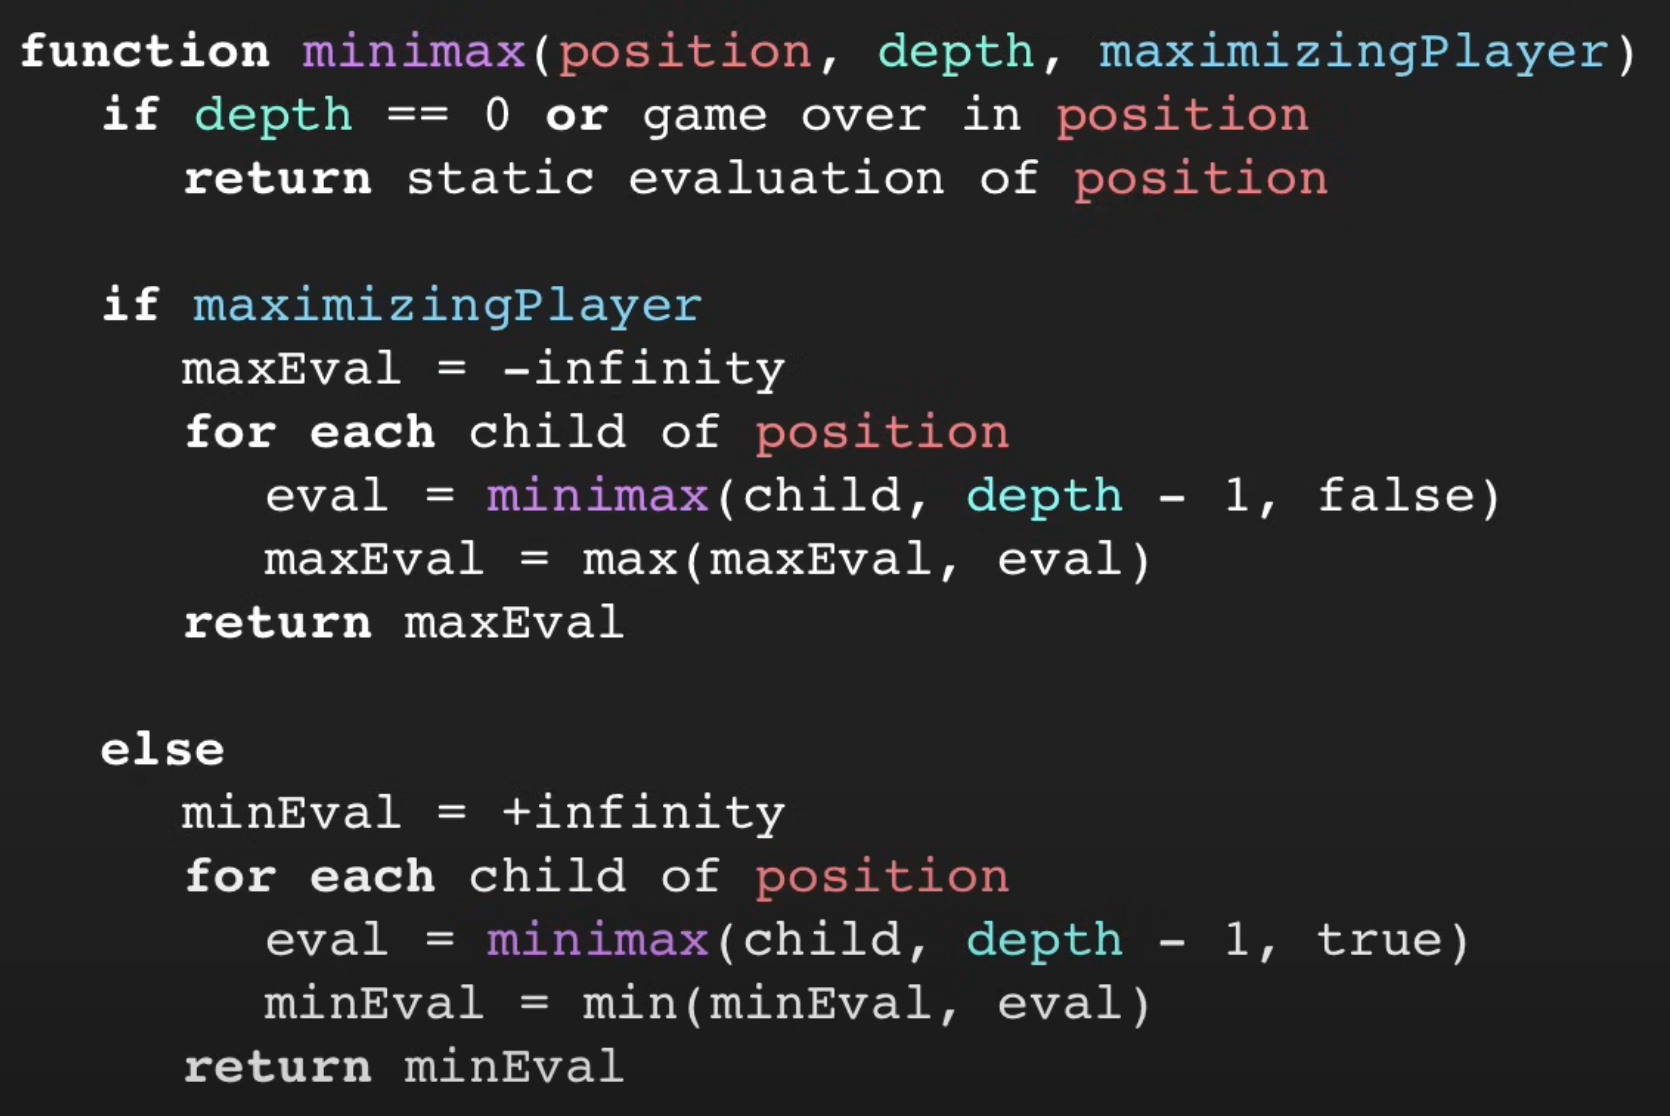 function minimax(position, depth, maximizingPlayer)
if depth == 0 or game over in position
return static evaluation of position
if maximizingPlayer
maxEval = -infinity
for each child of position
eval = minimax(child, depth - 1, false)
maxEval = max(maxEval, eval)
return maxEval
else
minEval = +infinity
for each child of position
eval = minimax(child, depth - 1, true)
minEval = min(minEval, eval)
return minEval